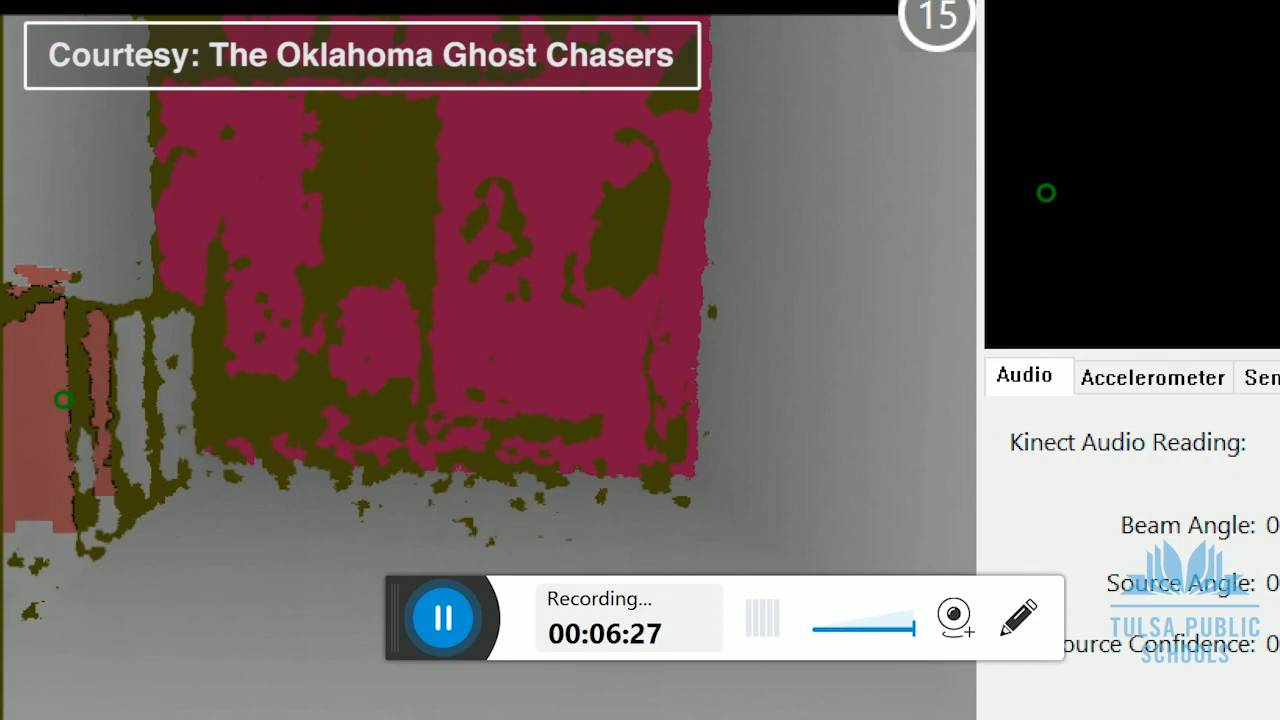 15
Courtesy: The Oklahoma Ghost Chasers
Audio
Accelerometer
Kinect Audio Reading:
Beam Angle: 0
Source Angle: 0
ource Confidence: 0
Recording...
00:06:27
TULSA PUBLIC
SCHOOLS